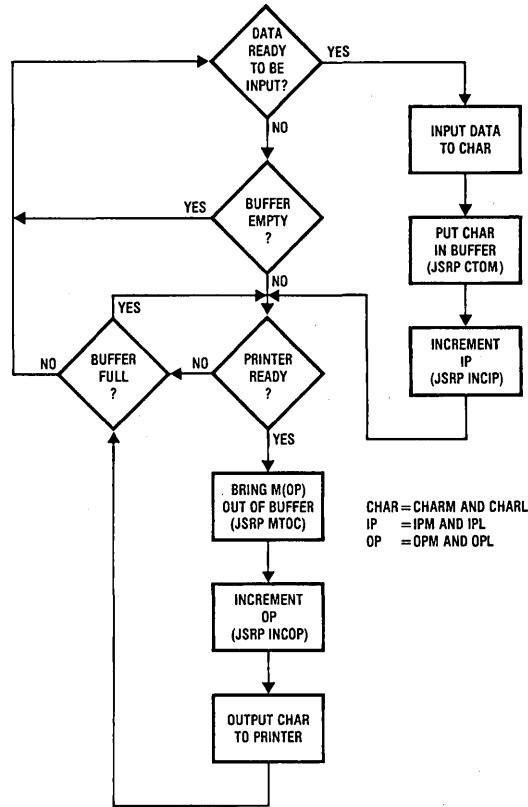 DATA
READY
TO BE
INPUT?
YES
NO
INPUT DATA
TO CHAR
PUT CHAR
IN BUFFER
(JSRP CTOM)
INCREMENT
IP
(JSRP INCIP)
YES
BUFFER
EMPTY
?
NO
YES
NO
BUFFER
FULL
?
NO
PRINTER
READY
?
YES
BRING M(OP)
OUT OF BUFFER
(JSRP MTOC)
INCREMENT
OP
(JSRP INCOP)
OUTPUT CHAR
TO PRINTER
CHAR = CHARM AND CHARL
IP = IPM AND IPL
OP = OPM AND OPL